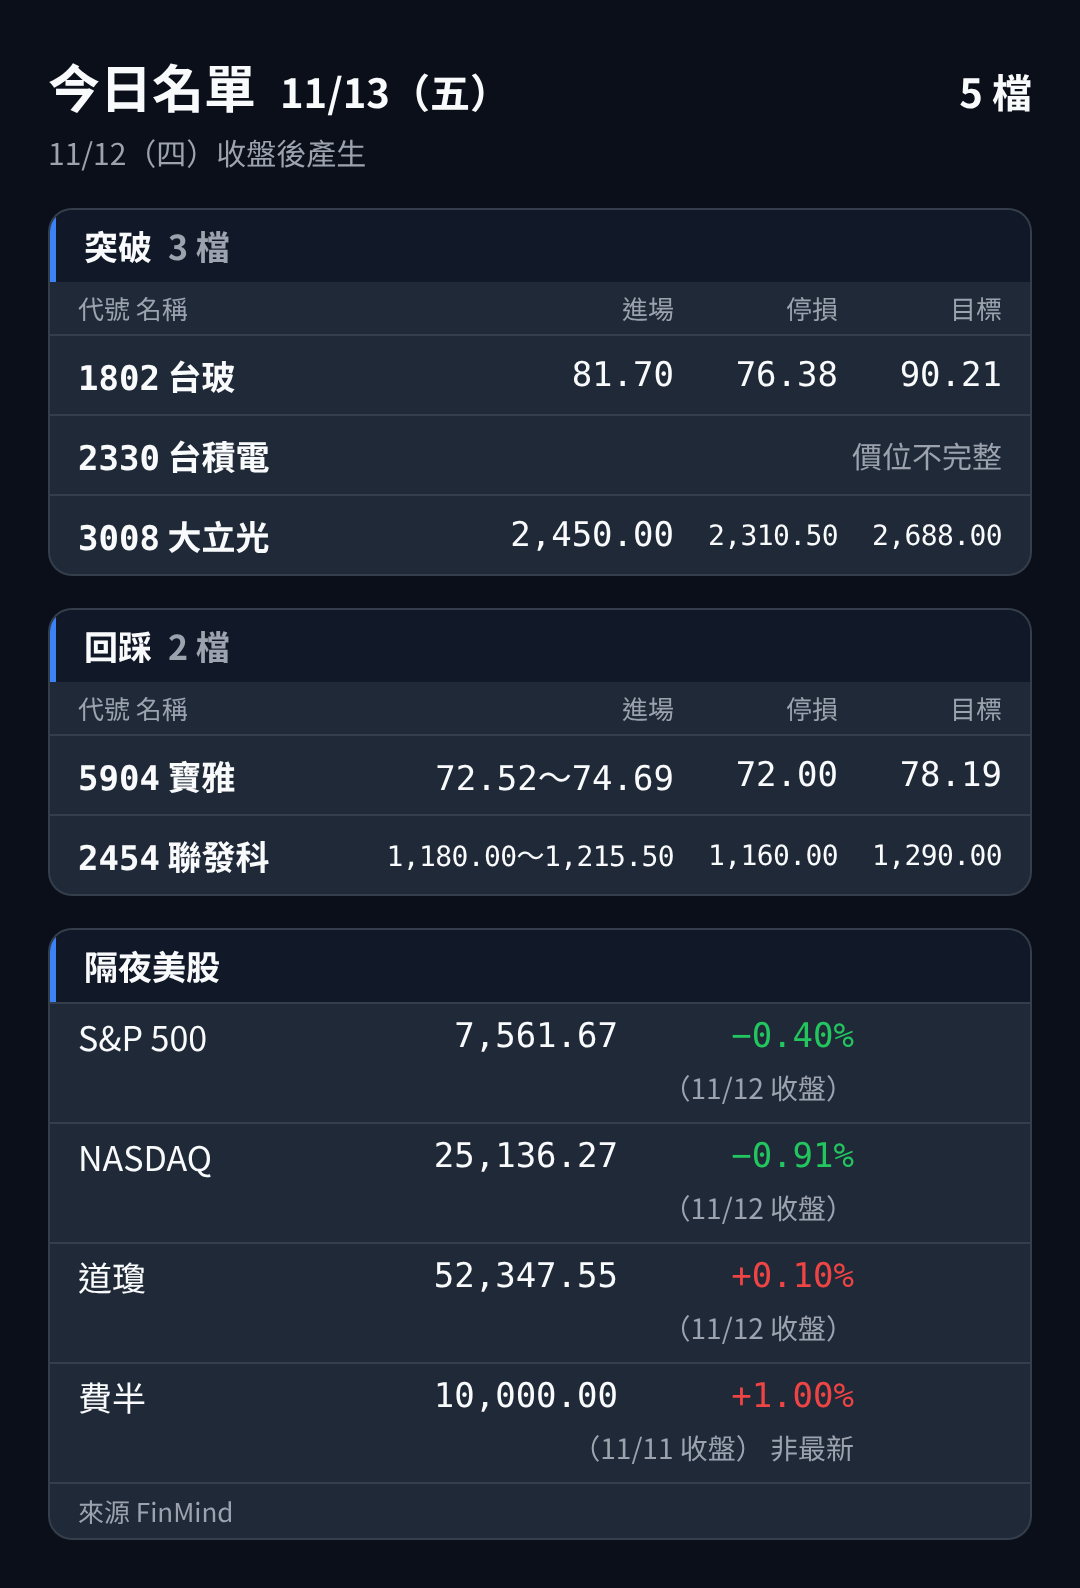 今日名單 11/13（五） 5 檔
11/12（四）收盤後產生
突破 3 檔
代號 名稱 進場 停損 目標
1802 台玻 81.70 76.38 90.21
2330 台積電 價位不完整
3008 大立光 2,450.00 2,310.50 2,688.00
回踩 2 檔
代號 名稱 進場 停損 目標
5904 寶雅 72.52～74.69 72.00 78.19
2454 聯發科 1,180.00～1,215.50 1,160.00 1,290.00
隔夜美股
S&P 500 7,561.67 −0.40%
（11/12 收盤）
NASDAQ 25,136.27 −0.91%
（11/12 收盤）
道瓊 52,347.55 +0.10%
（11/12 收盤）
費半 10,000.00 +1.00%
（11/11 收盤） 非最新
來源 FinMind